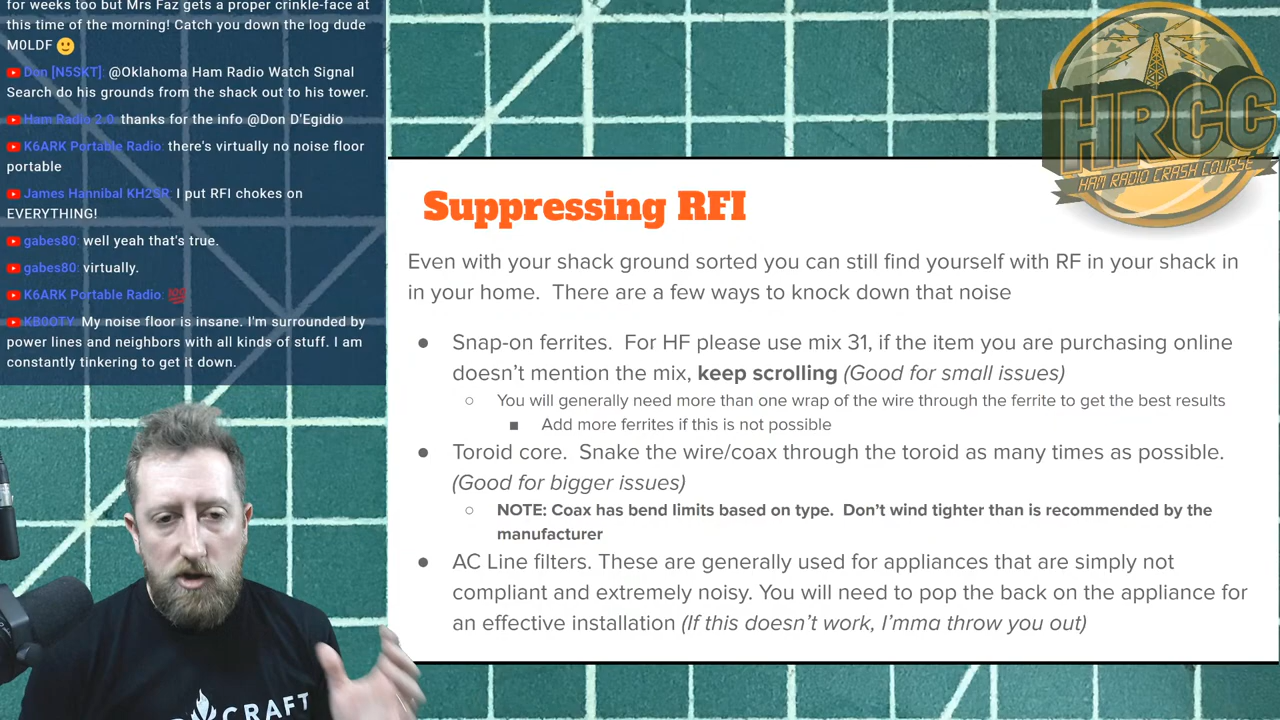 for weeks too but Mrs Faz gets a proper crinkle-face at
this time of the morning! Catch you down the log dude
M0LDF 🙂
Don [N5SKT]: @Oklahoma Ham Radio Watch Signal
Search do his grounds from the shack out to his tower.
Ham Radio 2.0: thanks for the info @Don D'Egidio
K6ARK Portable Radio: there's virtually no noise floor
portable
James Hannibal KH2SR: I put RFI chokes on
EVERYTHING!
gabes80: well yeah that's true.
gabes80: virtually.
K6ARK Portable Radio: 💯
KB0OTY: My noise floor is insane. I'm surrounded by
power lines and neighbors with all kinds of stuff. I am
constantly tinkering to get it down.
HRCC
HAM RADIO CRASH COURSE
Suppressing RFI
Even with your shack ground sorted you can still find yourself with RF in your shack in
in your home.  There are a few ways to knock down that noise
● Snap-on ferrites.  For HF please use mix 31, if the item you are purchasing online
doesn't mention the mix, keep scrolling (Good for small issues)
○ You will generally need more than one wrap of the wire through the ferrite to get the best results
■ Add more ferrites if this is not possible
● Toroid core.  Snake the wire/coax through the toroid as many times as possible.
(Good for bigger issues)
○ NOTE: Coax has bend limits based on type.  Don't wind tighter than is recommended by the
manufacturer
● AC Line filters. These are generally used for appliances that are simply not
compliant and extremely noisy. You will need to pop the back on the appliance for
an effective installation (If this doesn't work, I'mma throw you out)
CRAFT